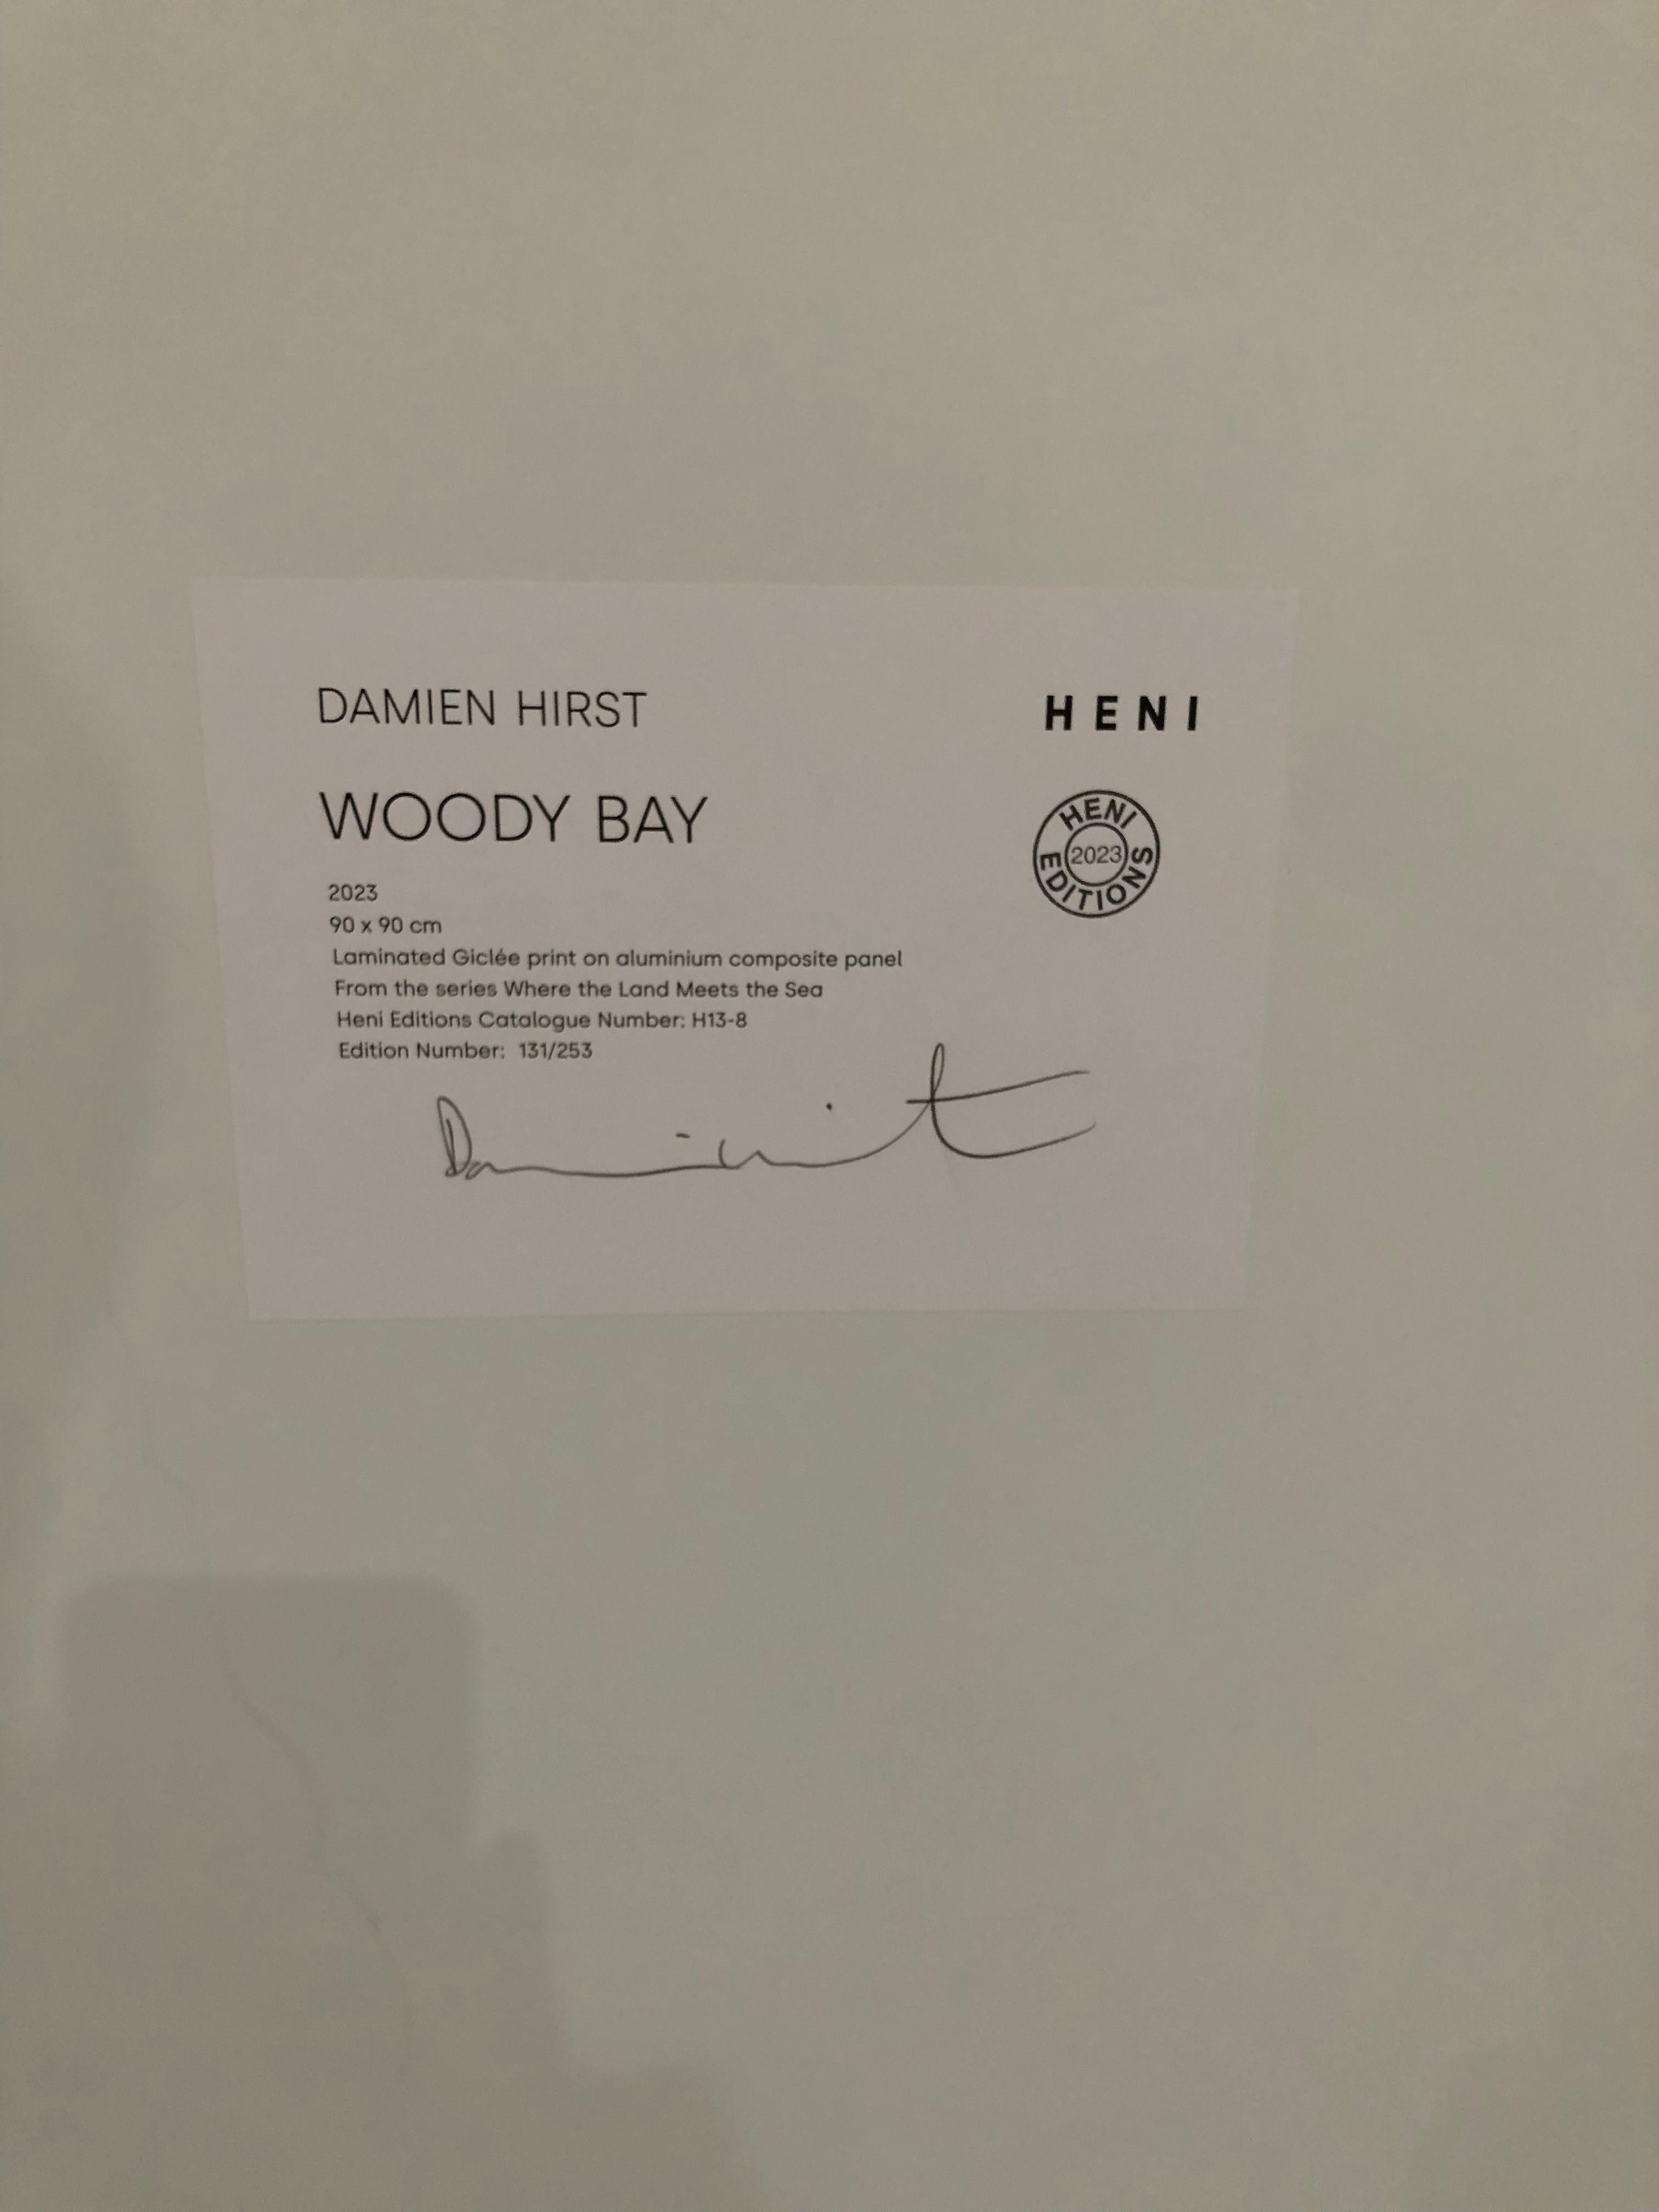 DAMIEN HIRST
HENI
WOODY BAY
HENI EDITIONS
2023
2023
90 x 90 cm
Laminated Giclée print on aluminium composite panel
From the series Where the Land Meets the Sea
Heni Editions Catalogue Number: H13-8
Edition Number: 131/253